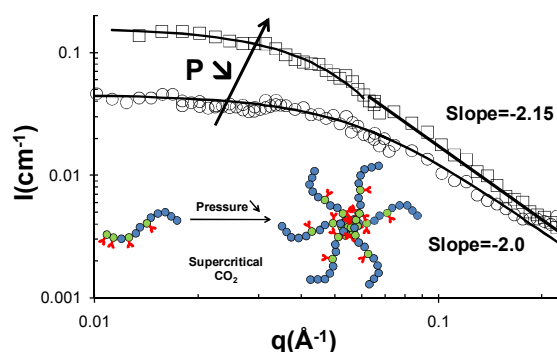 0.1
P ↘
Slope=-2.15
I(cm⁻¹)
0.01
Pressure↘
Supercritical
CO₂
Slope=-2.0
0.001
0.01
0.1
q(Å⁻¹)